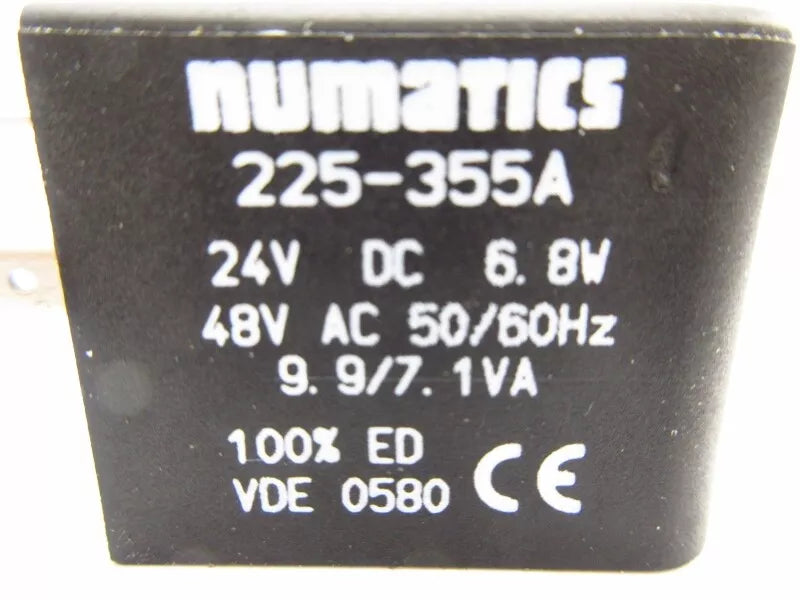 numatics
225-355A
24V DC 6.8W
48V AC 50/60Hz
9.9/7.1VA
100% ED
VDE 0580 CE